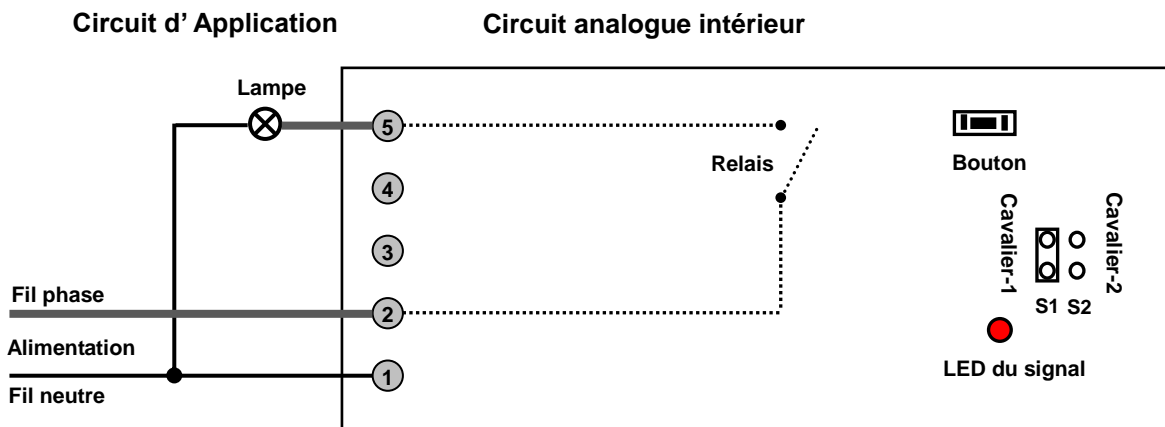 Circuit d' Application
Circuit analogue intérieur
Lampe
5
Relais
Bouton
4
Cavalier-1
Cavalier-2
3
S1 S2
Fil phase
2
Alimentation
LED du signal
1
Fil neutre